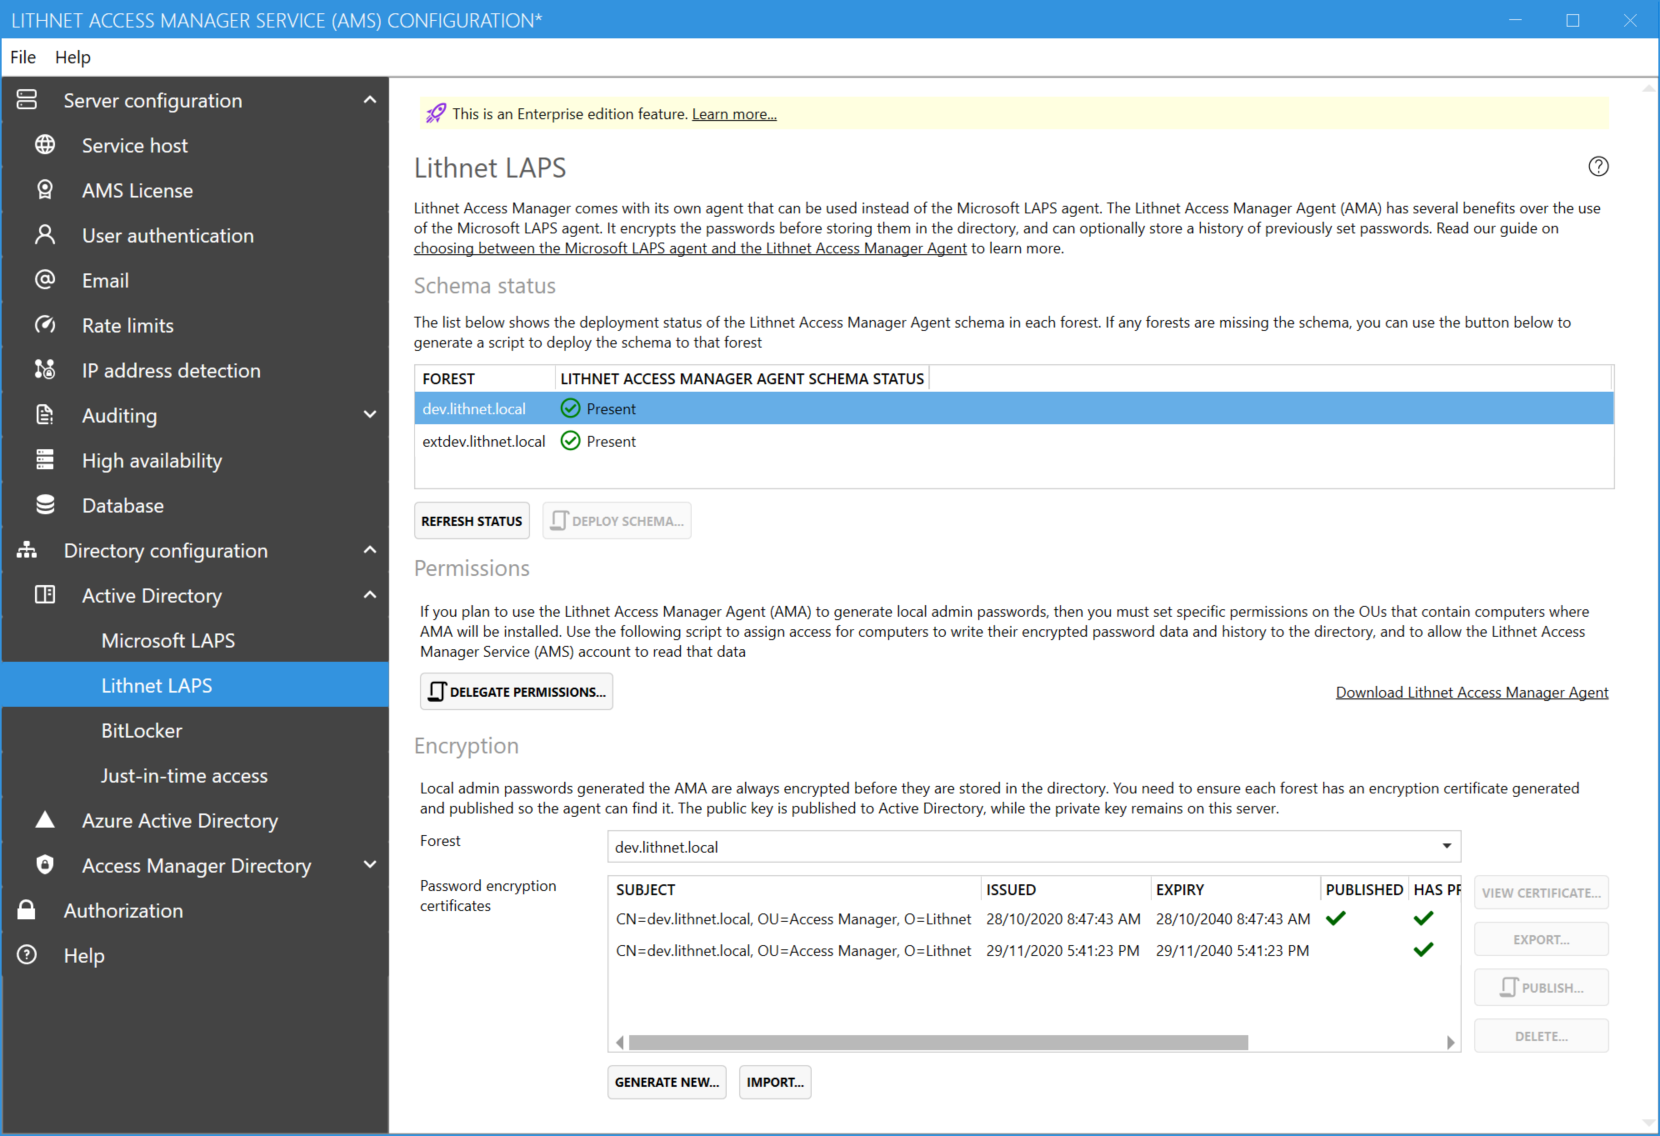 LITHNET ACCESS MANAGER SERVICE (AMS) CONFIGURATION*
File Help
Server configuration
Service host
AMS License
User authentication
Email
Rate limits
IP address detection
Auditing
High availability
Database
Directory configuration
Active Directory
Microsoft LAPS
Lithnet LAPS
BitLocker
Just-in-time access
Azure Active Directory
Access Manager Directory
Authorization
Help
This is an Enterprise edition feature. Learn more...
Lithnet LAPS
Lithnet Access Manager comes with its own agent that can be used instead of the Microsoft LAPS agent. The Lithnet Access Manager Agent (AMA) has several benefits over the use
of the Microsoft LAPS agent. It encrypts the passwords before storing them in the directory, and can optionally store a history of previously set passwords. Read our guide on
choosing between the Microsoft LAPS agent and the Lithnet Access Manager Agent to learn more.
Schema status
The list below shows the deployment status of the Lithnet Access Manager Agent schema in each forest. If any forests are missing the schema, you can use the button below to
generate a script to deploy the schema to that forest
FOREST LITHNET ACCESS MANAGER AGENT SCHEMA STATUS
dev.lithnet.local Present
extdev.lithnet.local Present
REFRESH STATUS DEPLOY SCHEMA...
Permissions
If you plan to use the Lithnet Access Manager Agent (AMA) to generate local admin passwords, then you must set specific permissions on the OUs that contain computers where
AMA will be installed. Use the following script to assign access for computers to write their encrypted password data and history to the directory, and to allow the Lithnet Access
Manager Service (AMS) account to read that data
DELEGATE PERMISSIONS... Download Lithnet Access Manager Agent
Encryption
Local admin passwords generated the AMA are always encrypted before they are stored in the directory. You need to ensure each forest has an encryption certificate generated
and published so the agent can find it. The public key is published to Active Directory, while the private key remains on this server.
Forest dev.lithnet.local
Password encryption
certificates
SUBJECT ISSUED EXPIRY PUBLISHED HAS PR
CN=dev.lithnet.local, OU=Access Manager, O=Lithnet 28/10/2020 8:47:43 AM 28/10/2040 8:47:43 AM
CN=dev.lithnet.local, OU=Access Manager, O=Lithnet 29/11/2020 5:41:23 PM 29/11/2040 5:41:23 PM
VIEW CERTIFICATE...
EXPORT...
PUBLISH...
DELETE...
GENERATE NEW... IMPORT...